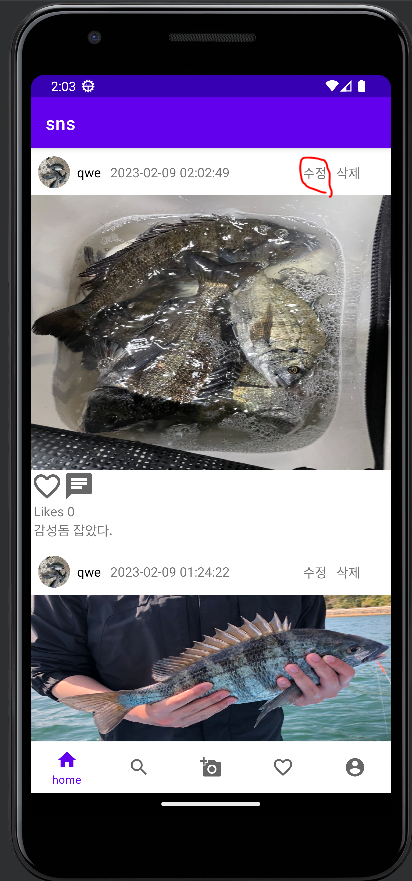 2:03
sns
qwe 2023-02-09 02:02:49 수정 삭제
Likes 0
감성돔 잡았다.
qwe 2023-02-09 01:24:22 수정 삭제
home